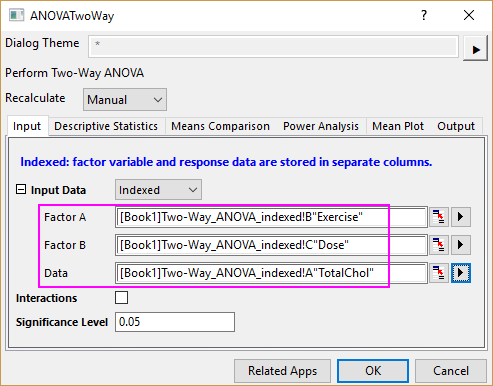 ANOVATwoWay
Dialog Theme *
Perform Two-Way ANOVA
Recalculate Manual
Input Descriptive Statistics Means Comparison Power Analysis Mean Plot Output
Indexed: factor variable and response data are stored in separate columns.
Input Data Indexed
Factor A [Book1]Two-Way_ANOVA_indexed!B"Exercise"
Factor B [Book1]Two-Way_ANOVA_indexed!C"Dose"
Data [Book1]Two-Way_ANOVA_indexed!A"TotalChol"
Interactions
Significance Level 0.05
Related Apps OK Cancel